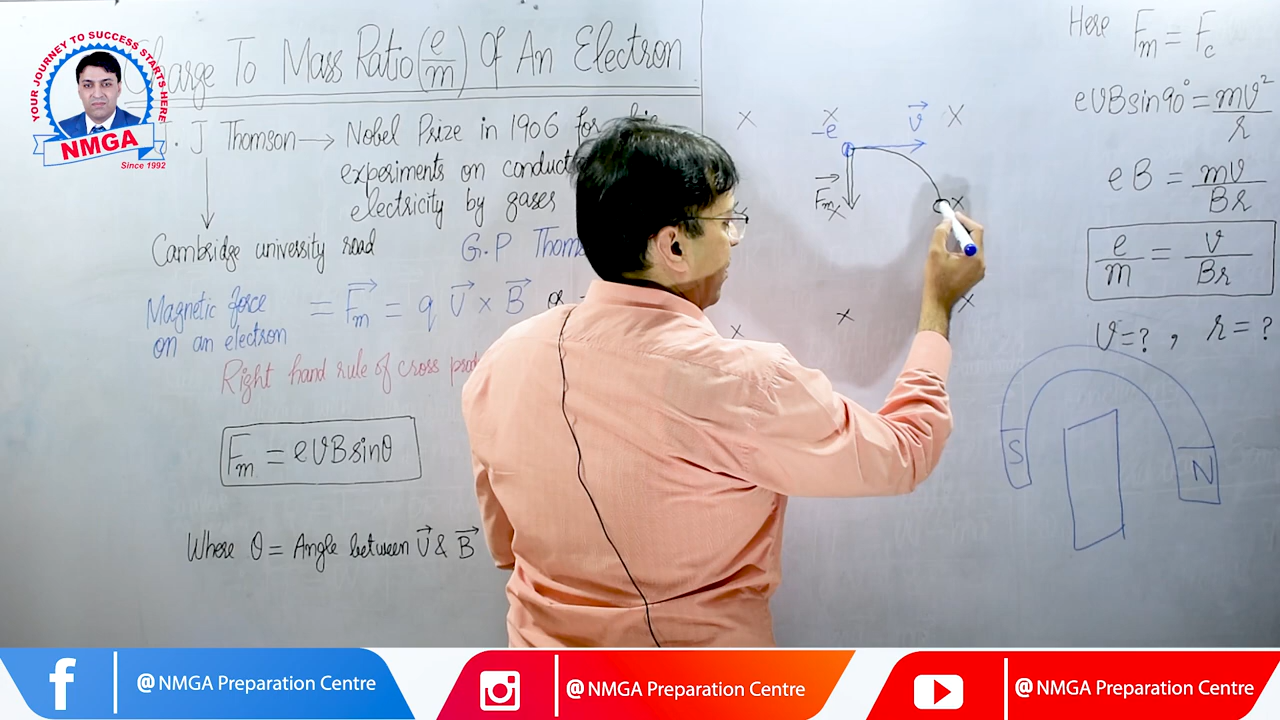 YOUR JOURNEY TO SUCCESS STARTS HERE
NMGA
Since 1992
Charge To Mass Ratio (e/m) Of An Electron
J. J Thomson → Nobel Prize in 1906 for
experiments on
electricity by gases
Cambridge university road
G.P
Magnetic force on an electron = F⃗m = q V⃗ × B⃗ or
Right hand rule of cross
Fm = eVBsinθ
Where θ = Angle between V⃗ & B⃗
X X X
-e v⃗
F⃗m X X
X X X
Here Fm = Fc
eVBsin90° = mv²/r
eB = mv/Br
e/m = v/Br
v=? , r=?
S N
@NMGA Preparation Centre
@NMGA Preparation Centre
@NMGA Preparation Centre